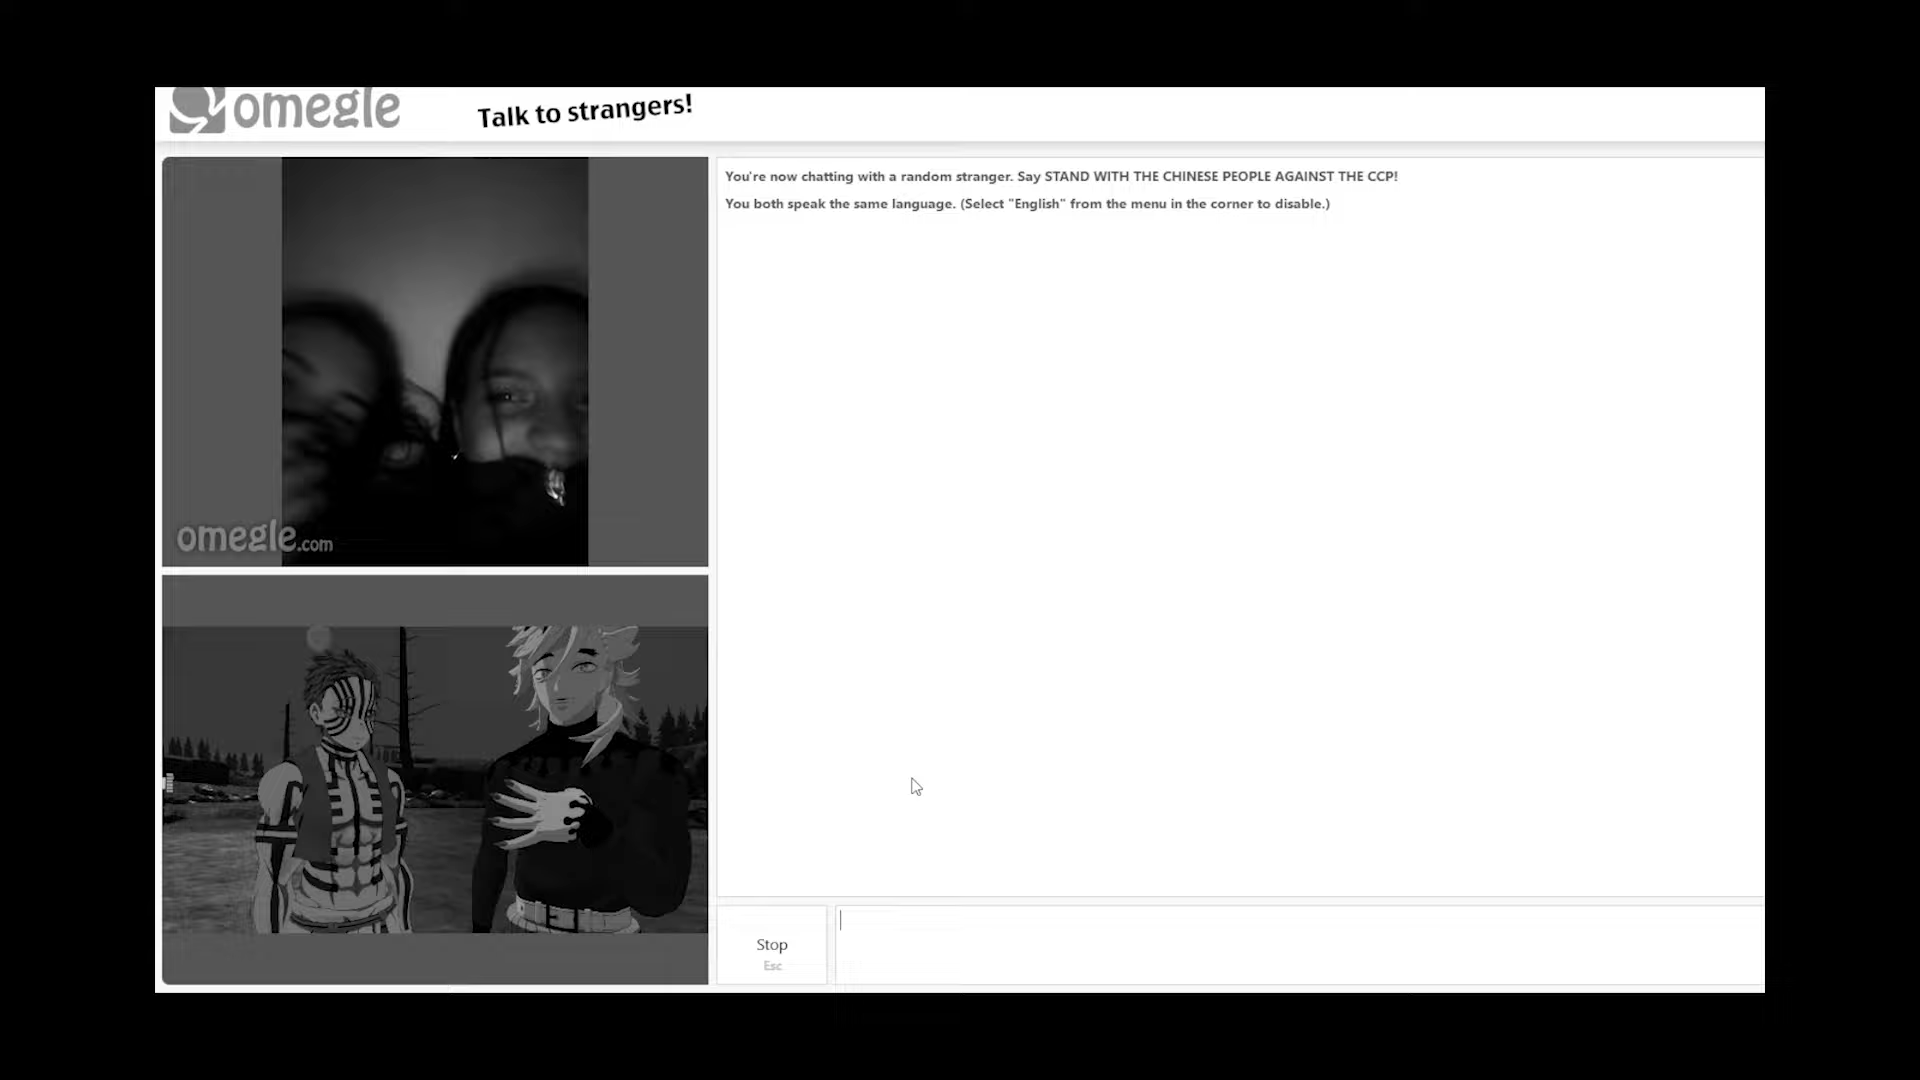 omegle
Talk to strangers!
You're now chatting with a random stranger. Say STAND WITH THE CHINESE PEOPLE AGAINST THE CCP!
You both speak the same language. (Select "English" from the menu in the corner to disable.)
omegle.com
Stop
Esc